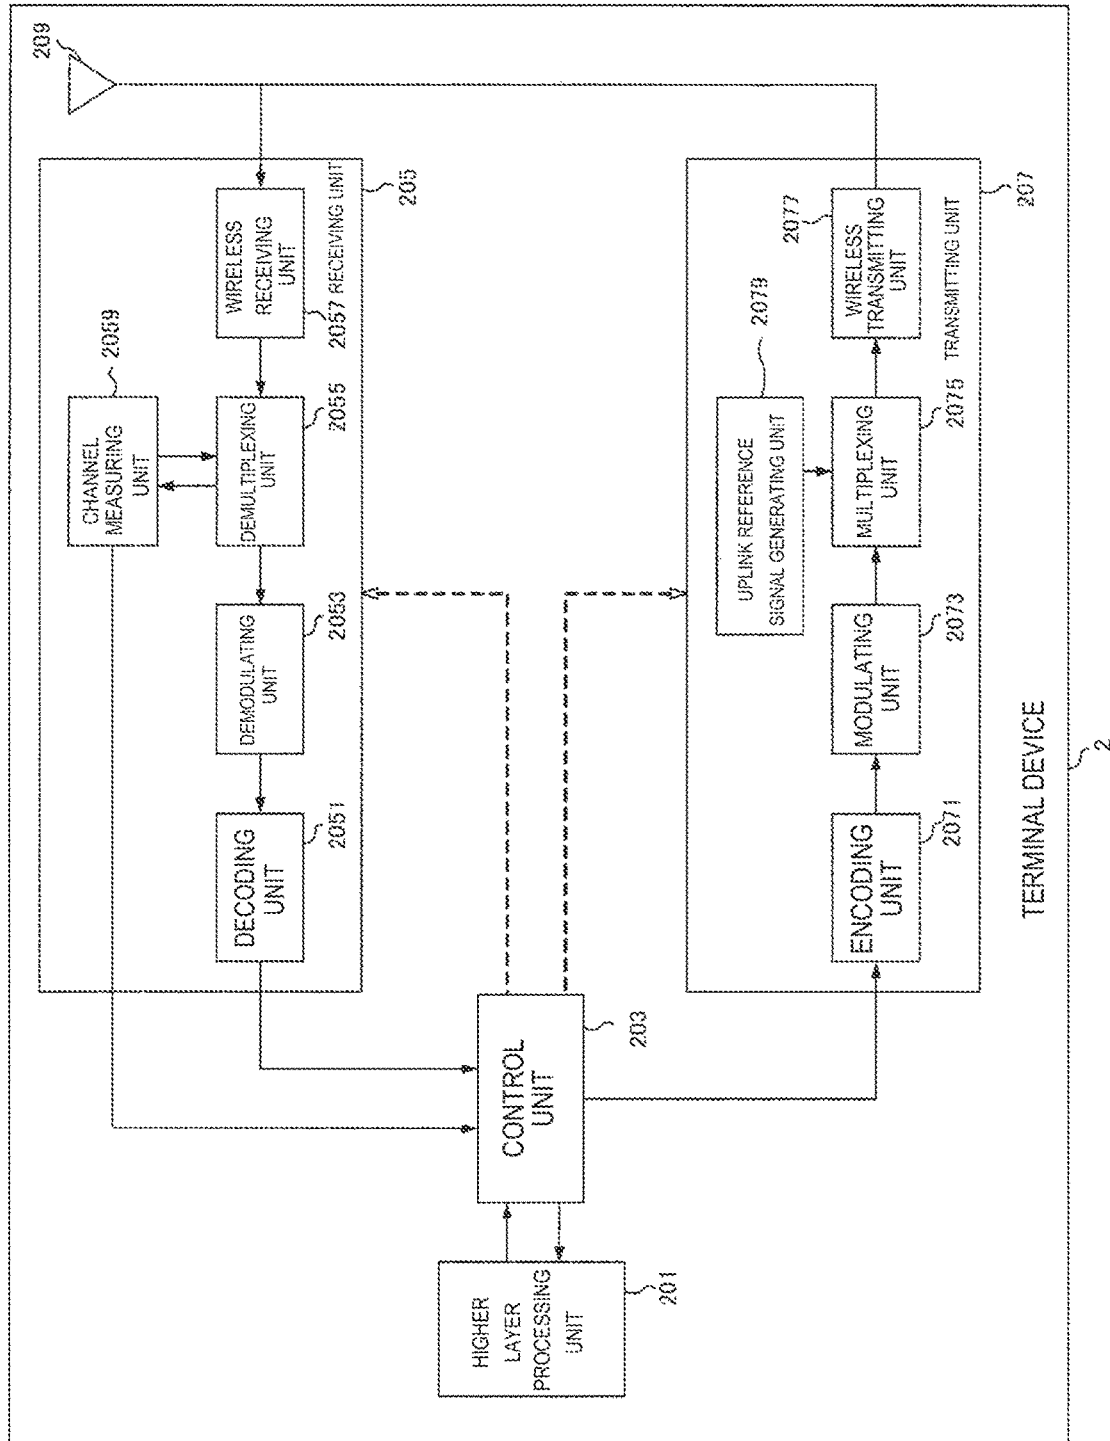 209
2059
CHANNEL
MEASURING
UNIT
WIRELESS
RECEIVING
UNIT
2057
RECEIVING UNIT
205
DEMULTIPLEXING
UNIT
2055
DEMODULATING
UNIT
2053
DECODING
UNIT
2051
HIGHER
LAYER
PROCESSING
UNIT
201
CONTROL
UNIT
203
UPLINK REFERENCE
SIGNAL GENERATING UNIT
2079
ENCODING
UNIT
2071
MODULATING
UNIT
2073
MULTIPLEXING
UNIT
2075
WIRELESS
TRANSMITTING
UNIT
2077
TRANSMITTING UNIT
207
TERMINAL DEVICE
2